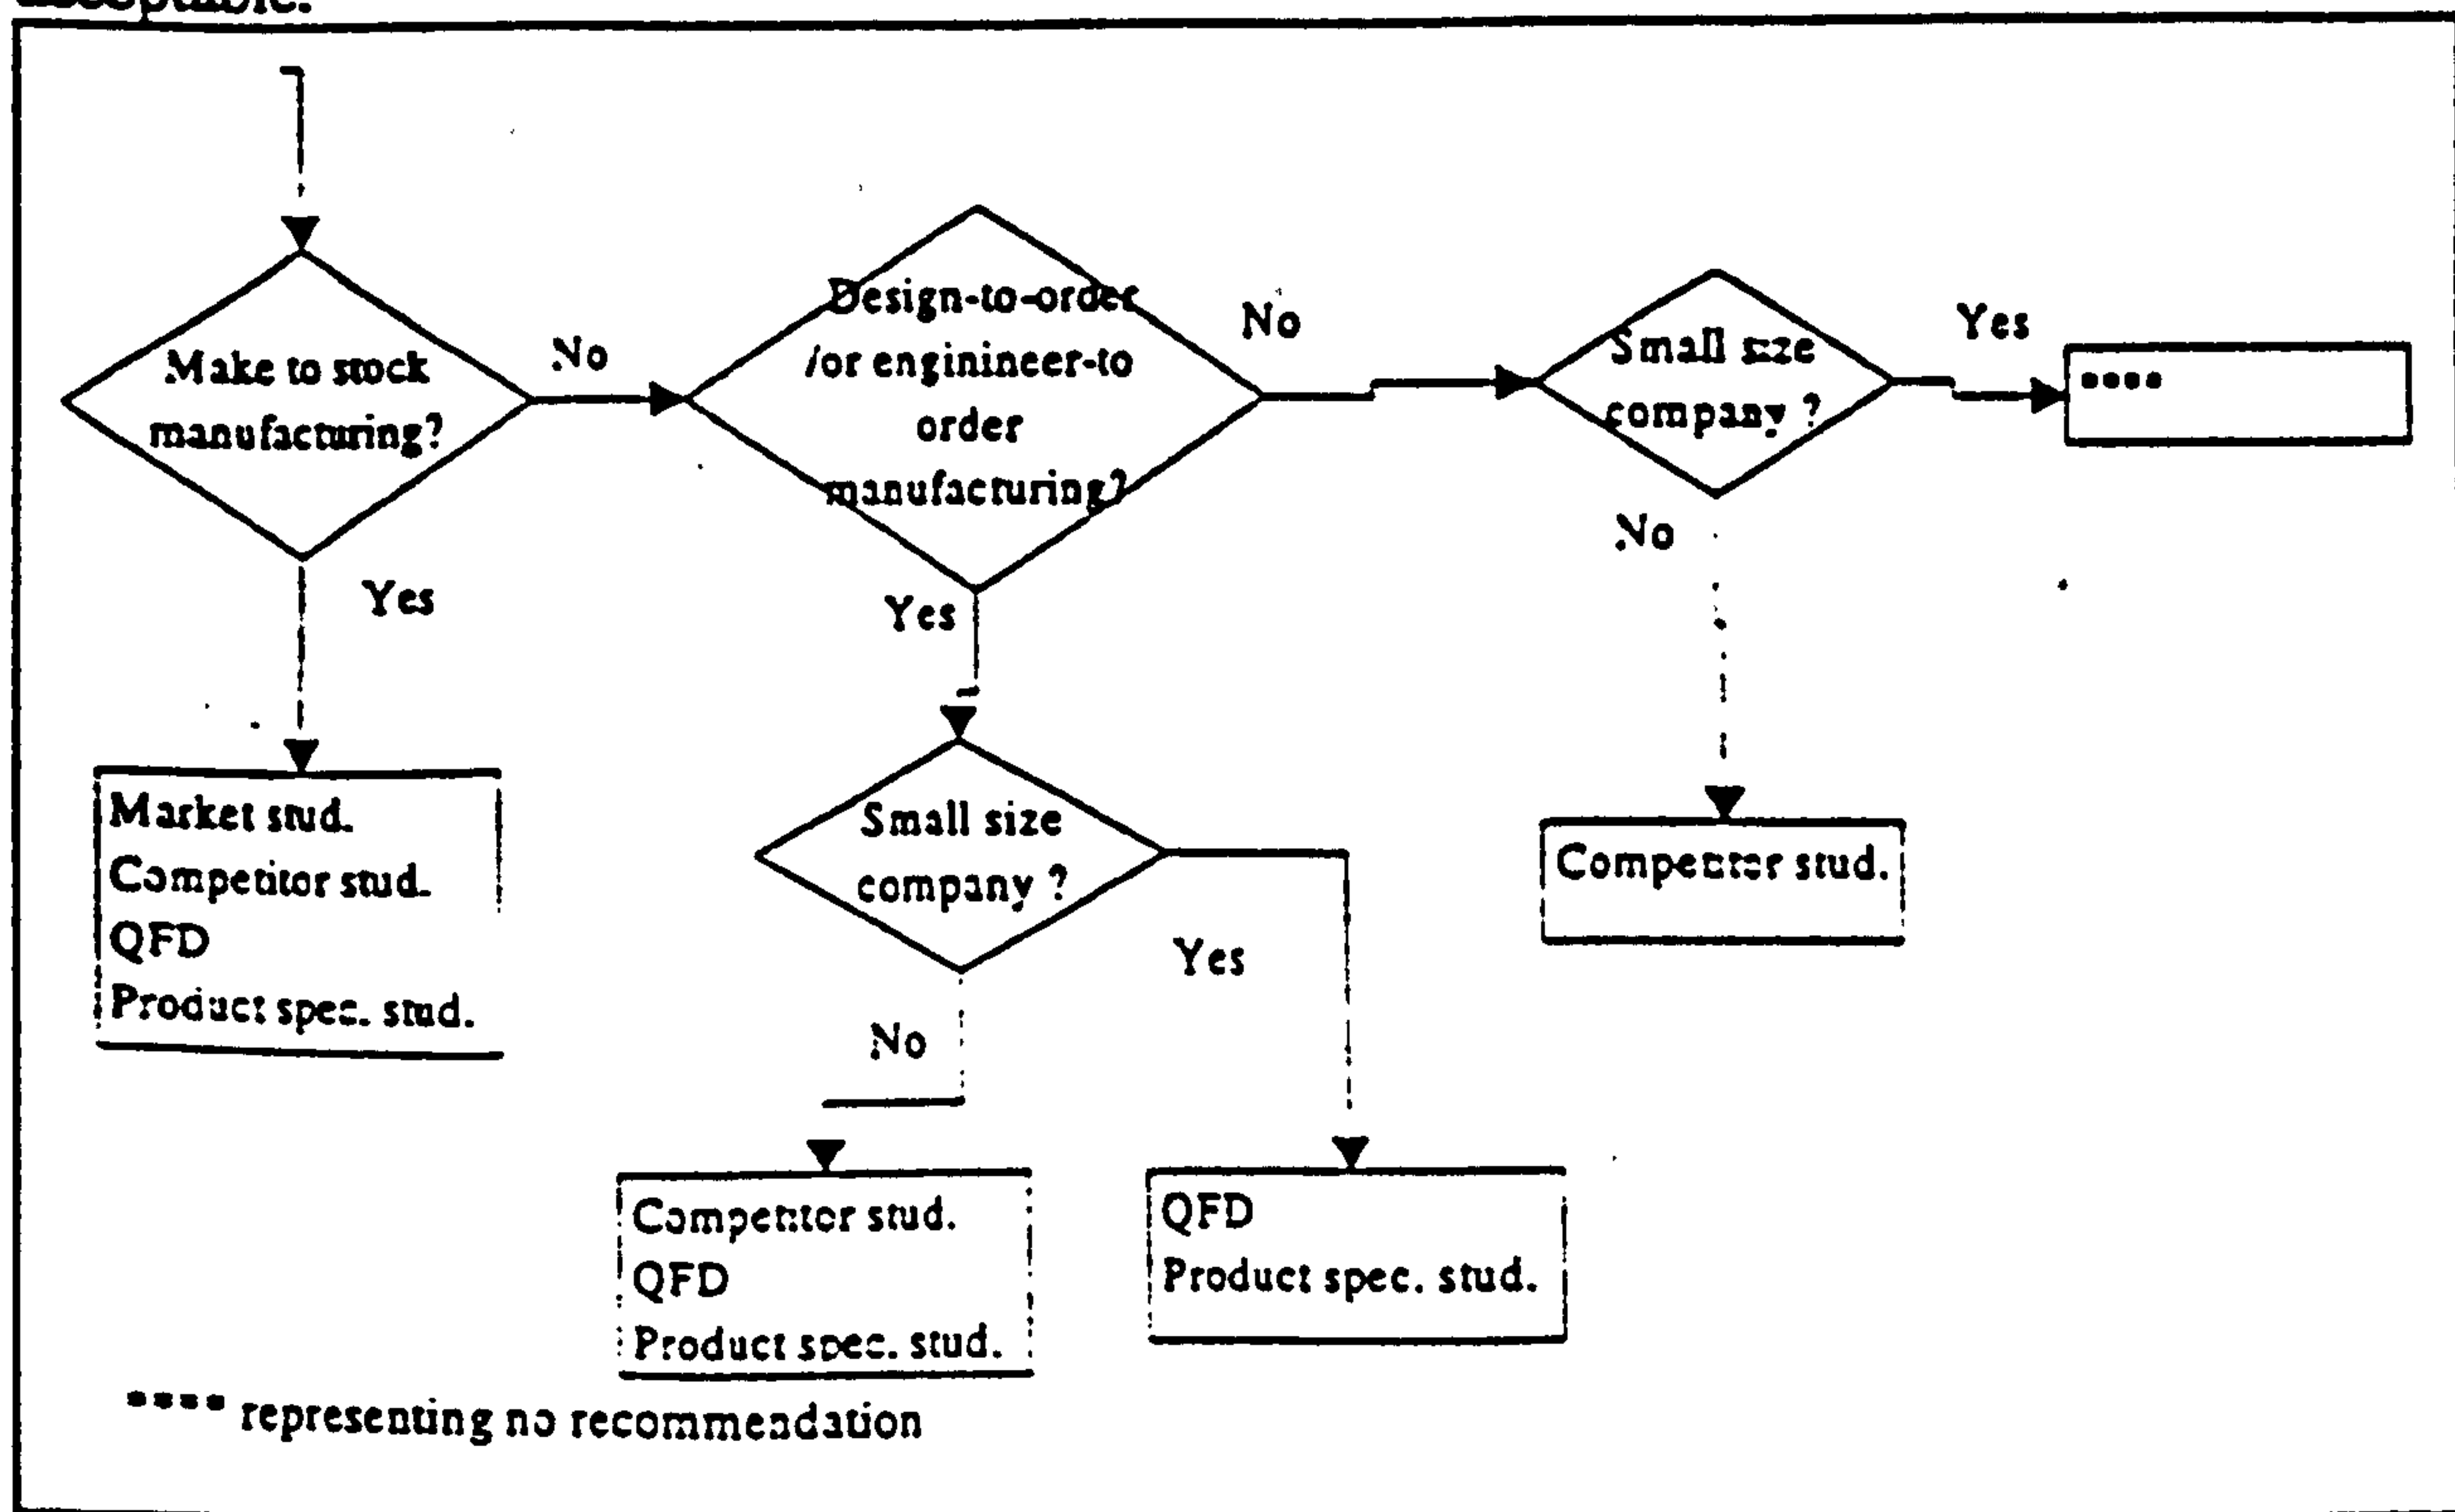 Make to stock
manufacturing?
No
Design-to-order
/or enginineer-to
order
manufacturing?
No
Small size
company ?
Yes
****
No
Yes
Yes
Market stud.
Competitor stud.
QFD
Product spec. stud.
Small size
company ?
Competitor stud.
Yes
No
Competitor stud.
QFD
Product spec. stud.
QFD
Product spec. stud.
**** representing no recommendation